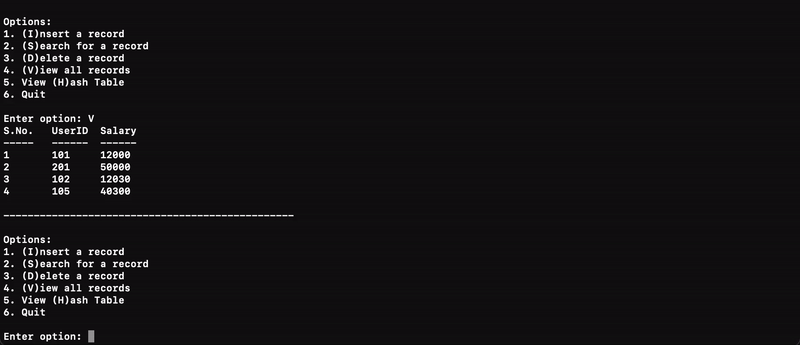 Options:
1. (I)nsert a record
2. (S)earch for a record
3. (D)elete a record
4. (V)iew all records
5. View (H)ash Table
6. Quit
Enter option: V
S.No.   UserID  Salary
-----   ------  ------
1       101     12000
2       201     50000
3       102     12030
4       105     40300
------------------------------------------------
Options:
1. (I)nsert a record
2. (S)earch for a record
3. (D)elete a record
4. (V)iew all records
5. View (H)ash Table
6. Quit
Enter option: